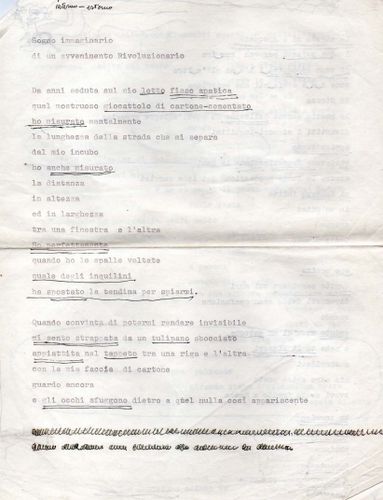 interno - esterno
Sogno immaginario
di un avvenimento Rivoluzionario
Da anni seduta sul mio letto fisso apatica
quel mostruoso giocattolo di cartone-cementato
ho misurato mentalmente
la lunghezza della strada che mi separa
dal mio incubo
ho anche misurato
la distanza
in altezza
ed in larghezza
tra una finestra e l'altra
So perfettamente
quando ho le spalle voltate
quale degli inquilini
ha spostato la tendina per spiarmi.
Quando convinta di potermi rendere invisibile
mi sento strappata da un tulipano sbocciato
appiattita nel tappeto tra una riga e l'altra
con la mia faccia di cartone
guardo ancora
e gli occhi sfuggono dietro a quel nulla così appariscente